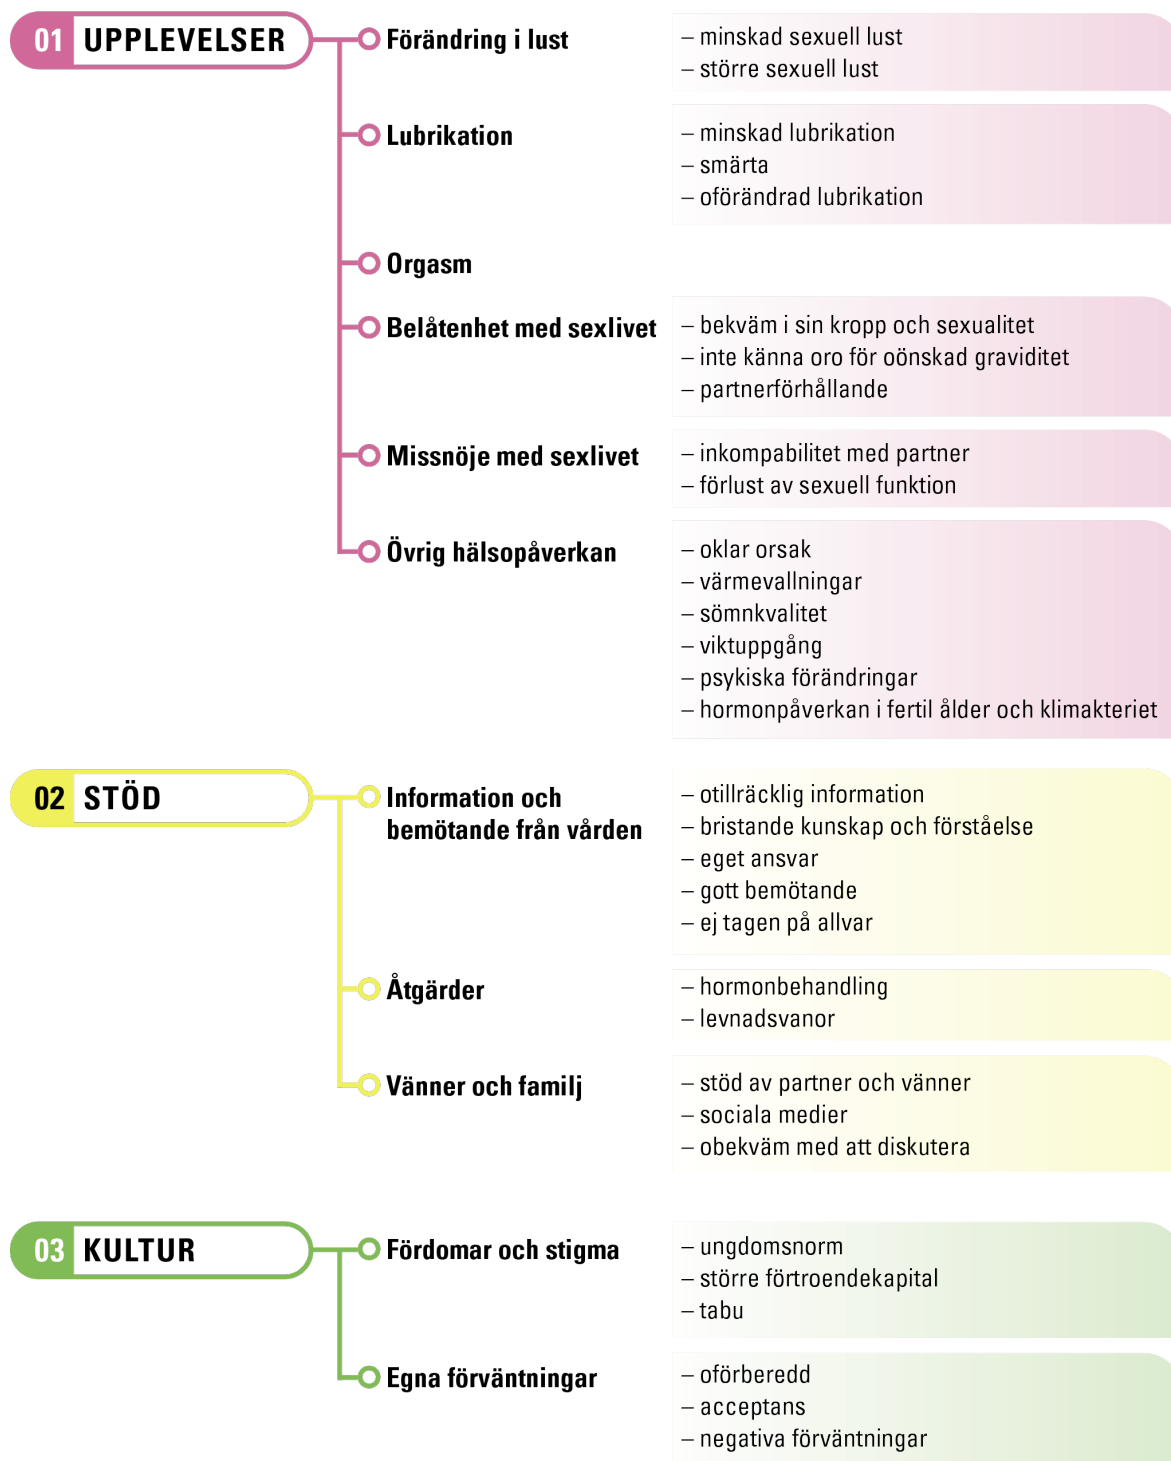 01 UPPLEVELSER
Förändring i lust
– minskad sexuell lust
– större sexuell lust
Lubrikation
– minskad lubrikation
– smärta
– oförändrad lubrikation
Orgasm
Belåtenhet med sexlivet
– bekväm i sin kropp och sexualitet
– inte känna oro för oönskad graviditet
– partnerförhållande
Missnöje med sexlivet
– inkompabilitet med partner
– förlust av sexuell funktion
Övrig hälsopåverkan
– oklar orsak
– värmevallningar
– sömnkvalitet
– viktuppgång
– psykiska förändringar
– hormonpåverkan i fertil ålder och klimakteriet
02 STÖD
Information och
bemötande från vården
– otillräcklig information
– bristande kunskap och förståelse
– eget ansvar
– gott bemötande
– ej tagen på allvar
Åtgärder
– hormonbehandling
– levnadsvanor
Vänner och familj
– stöd av partner och vänner
– sociala medier
– obekväm med att diskutera
03 KULTUR
Fördomar och stigma
– ungdomsnorm
– större förtroendekapital
– tabu
Egna förväntningar
– oförberedd
– acceptans
– negativa förväntningar